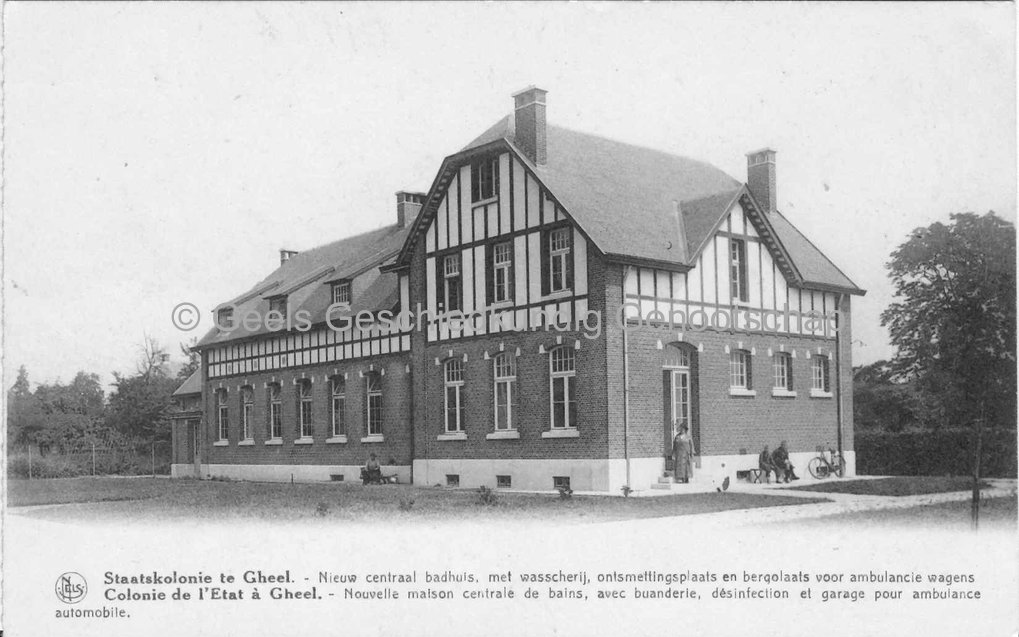 © Geels Geschiedkundig Genootschap
NELS
Staatskolonie te Gheel. - Nieuw centraal badhuis, met wasscherij, ontsmettingsplaats en bergplaats voor ambulancie wagens
Colonie de l'Etat à Gheel. - Nouvelle maison centrale de bains, avec buanderie, désinfection et garage pour ambulance
automobile.